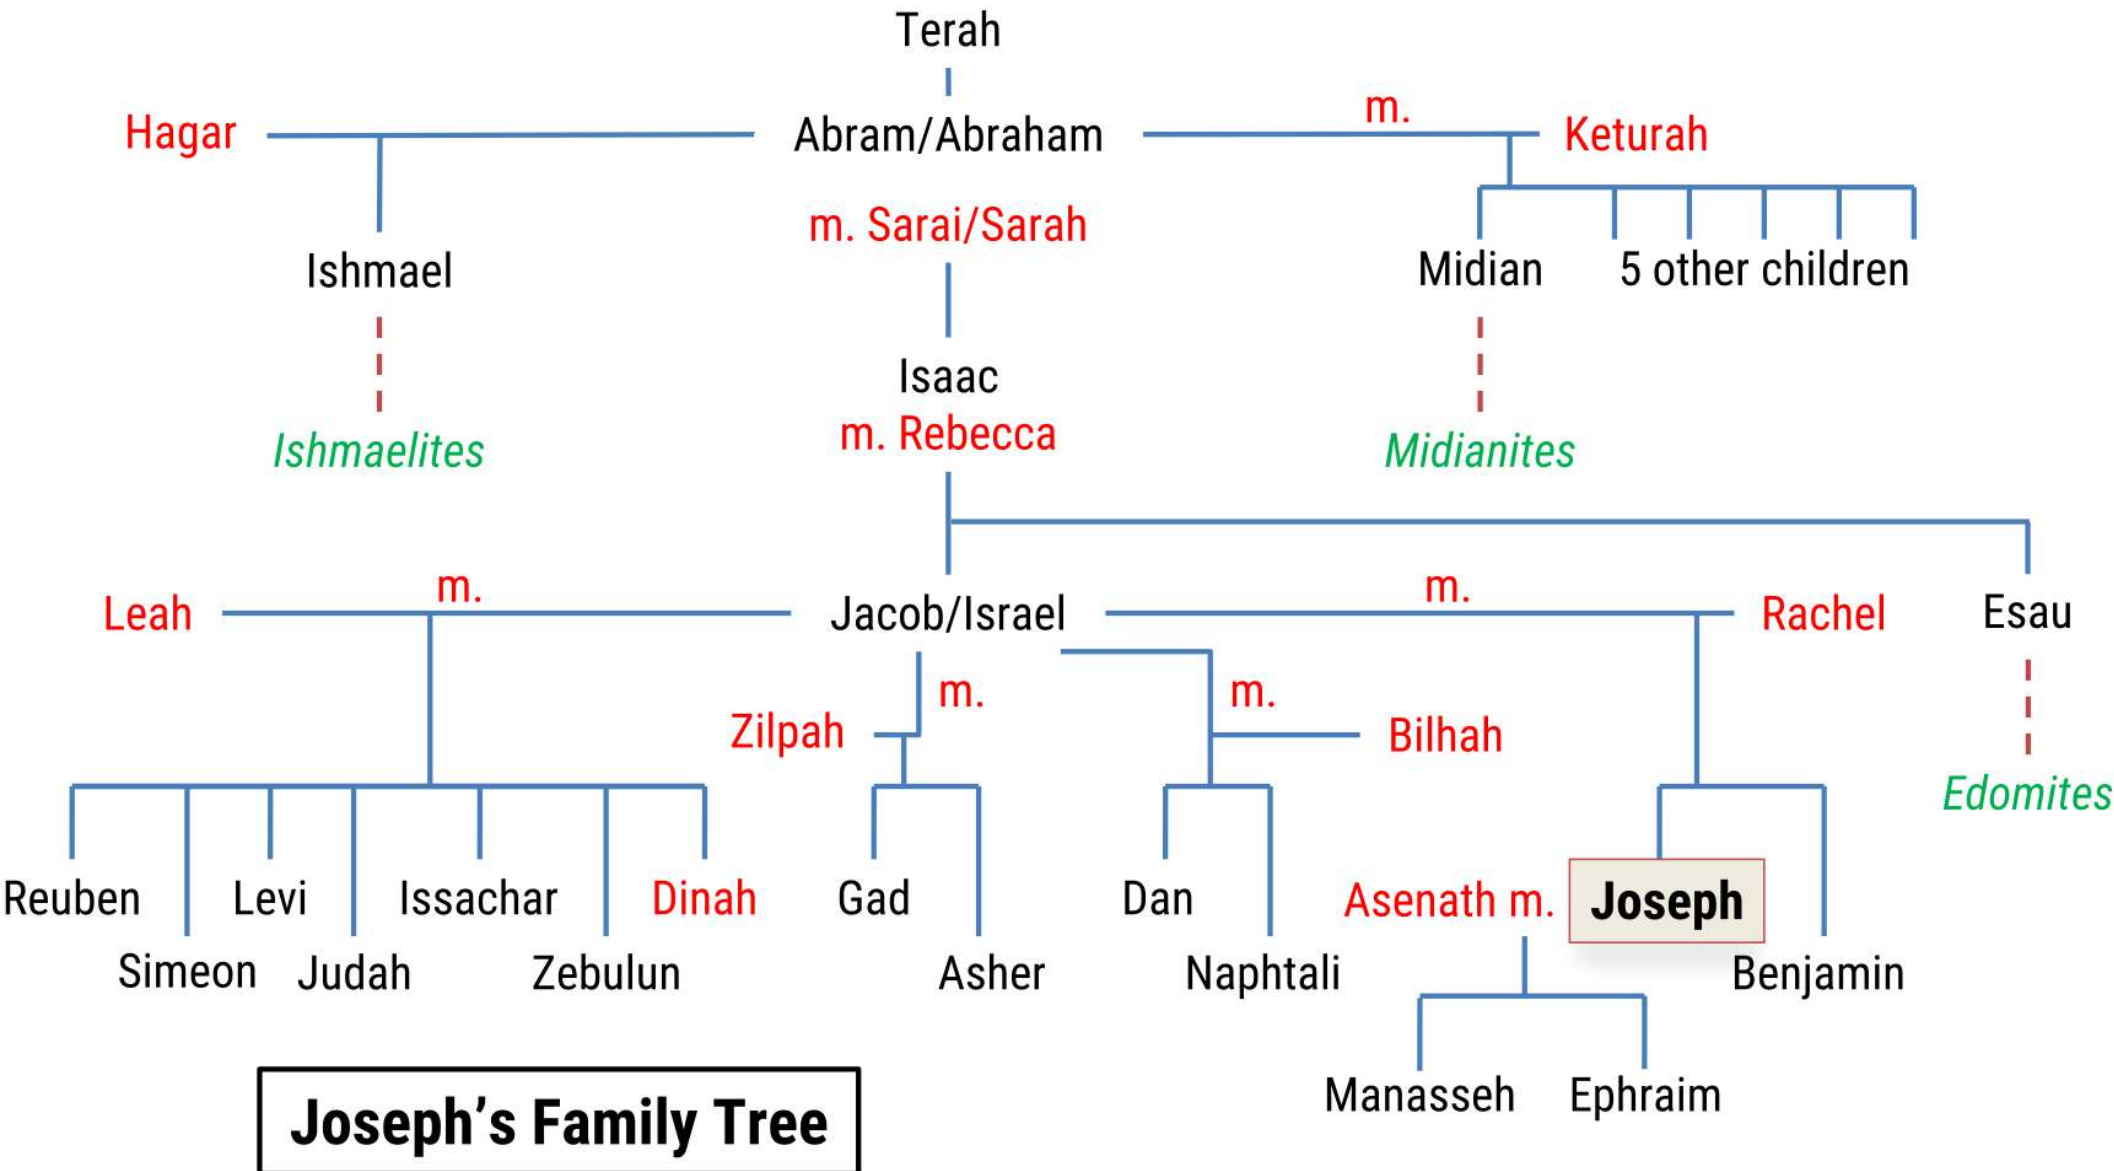 Terah
m.
Hagar
Abram/Abraham
Keturah
m. Sarai/Sarah
Ishmael
Midian
5 other children
Isaac
m. Rebecca
Ishmaelites
Midianites
m.
m.
Leah
Jacob/Israel
Rachel
Esau
m.
m.
Zilpah
Bilhah
Edomites
Reuben
Levi
Issachar
Dinah
Gad
Dan
Asenath m.
Joseph
Simeon
Judah
Zebulun
Asher
Naphtali
Benjamin
Manasseh
Ephraim
Joseph’s Family Tree